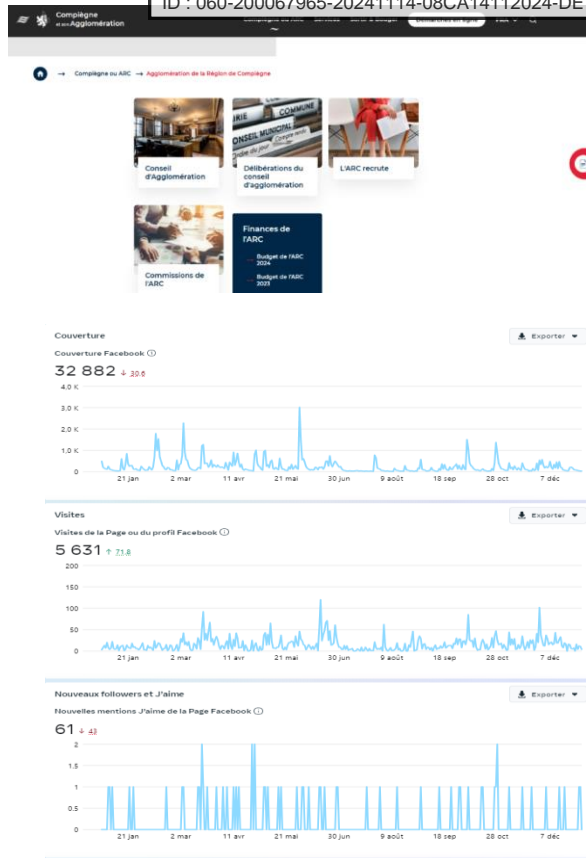 ID : 060-200067965-20241114-08CA14112024-DE
Compiègne
et son Agglomération
→ Compiègne ou ARC → Agglomération de la Région de Compiègne
Conseil
d'Agglomération
Délibérations du
conseil
d'agglomération
L'ARC recrute
Commissions de
l'ARC
Finances de
l'ARC
Budget de l'ARC
2024
Budget de l'ARC
2023
Couverture
Exporter
Couverture Facebook
32 882 ↓ 30.6
4.0 K
3.0 K
2.0 K
1.0 K
0
21 jan 2 mar 11 avr 21 mai 30 jun 9 août 18 sep 28 oct 7 déc
Visites
Exporter
Visites de la Page ou du profil Facebook
5 631 ↑ 71.8
200
150
100
50
0
21 jan 2 mar 11 avr 21 mai 30 jun 9 août 18 sep 28 oct 7 déc
Nouveaux followers et J'aime
Exporter
Nouvelles mentions J'aime de la Page Facebook
61 ↓ 43
2
1.5
1
0.5
0
21 jan 2 mar 11 avr 21 mai 30 jun 9 août 18 sep 28 oct 7 déc